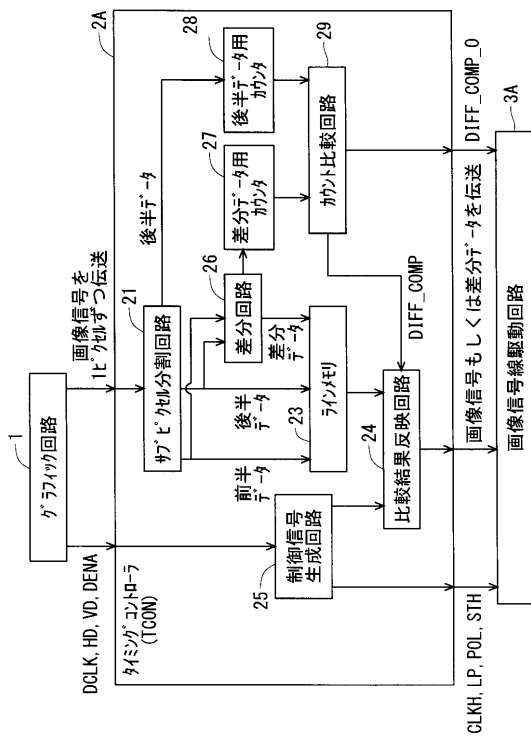 1
グラフィック回路
画像信号を
1ピクセルずつ伝送
DCLK, HD, VD, DENA
2A
タイミングコントローラ
(TCON)
21
サブピクセル分割回路
後半データ
28
後半データ用
カウンタ
27
差分データ用
カウンタ
26
差分回路
29
カウント比較回路
前半
データ
後半
データ
差分
データ
23
ラインメモリ
25
制御信号
生成回路
24
比較結果反映回路
DIFF_COMP
CLKH, LP, POL, STH
画像信号もしくは差分データを伝送
DIFF_COMP_O
3A
画像信号線駆動回路